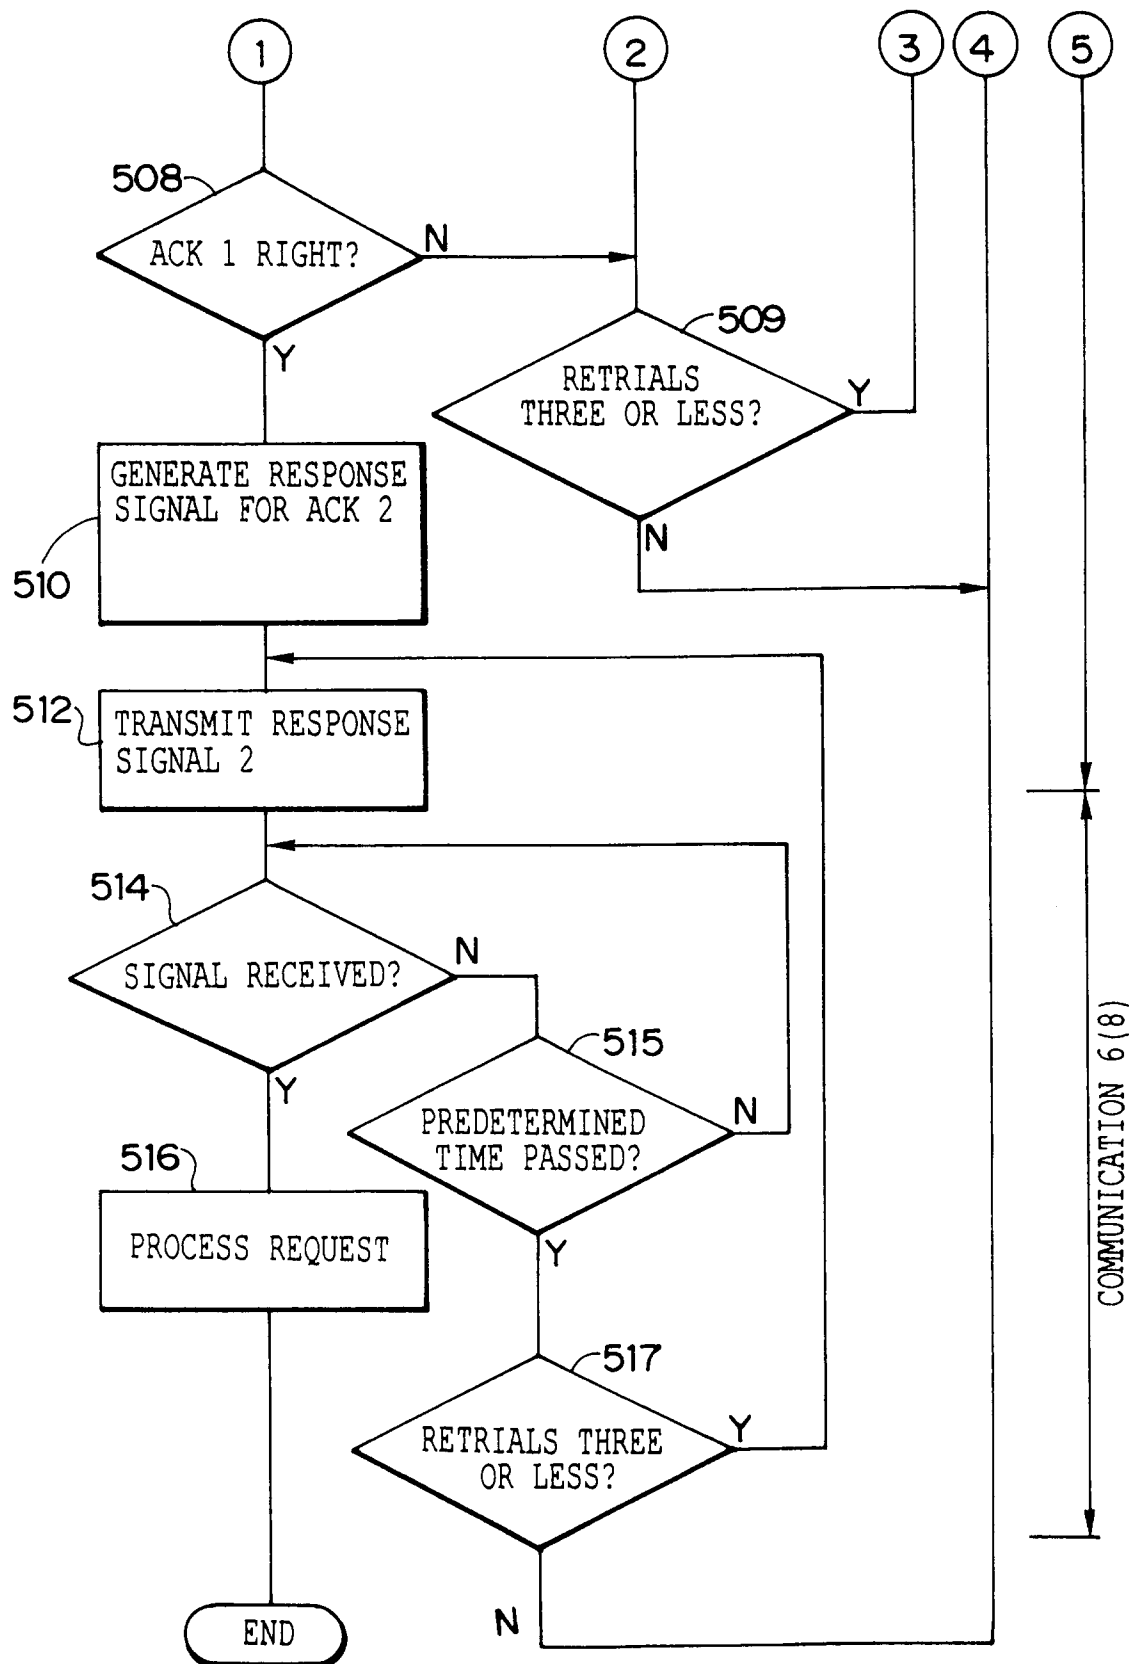 1
2
3
4
5
508
ACK 1 RIGHT?
N
Y
509
RETRIALS
THREE OR LESS?
Y
N
GENERATE RESPONSE
SIGNAL FOR ACK 2
510
512
TRANSMIT RESPONSE
SIGNAL 2
514
SIGNAL RECEIVED?
N
Y
515
PREDETERMINED
TIME PASSED?
N
Y
516
PROCESS REQUEST
517
RETRIALS THREE
OR LESS?
Y
N
END
COMMUNICATION 6(8)